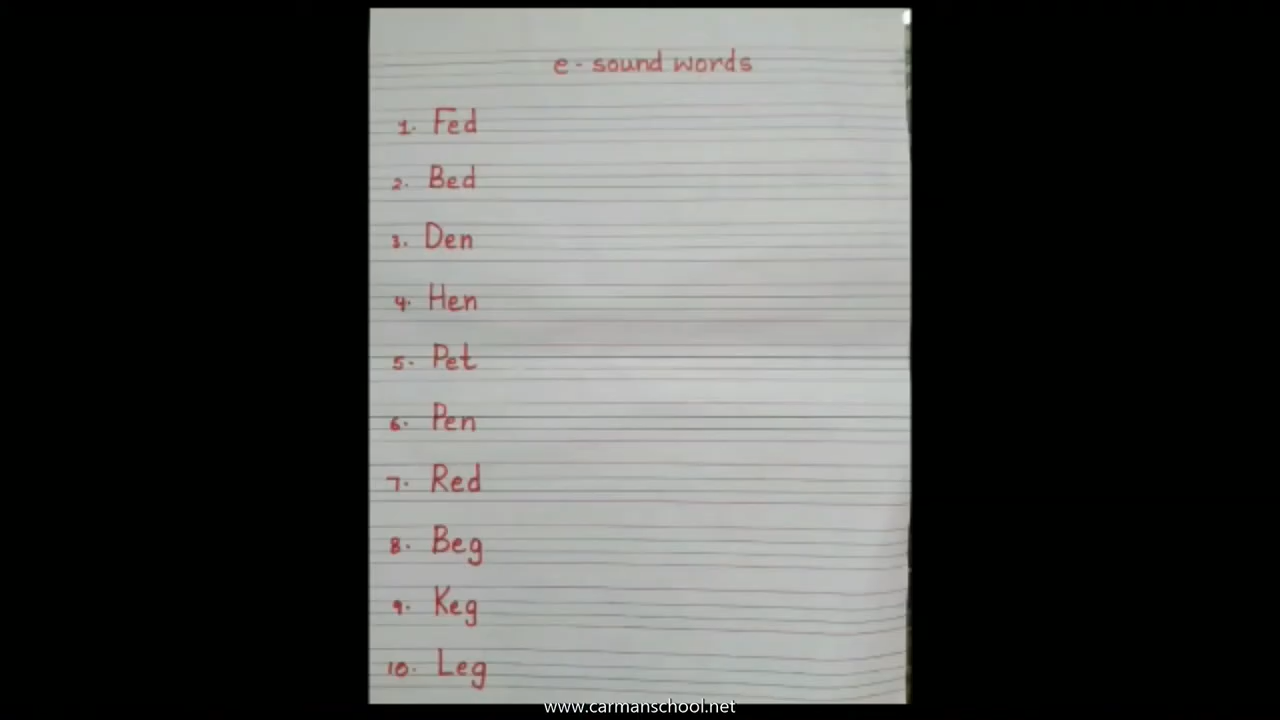 e - sound words
1. Fed
2. Bed
3. Den
4. Hen
5. Pet
6. Pen
7. Red
8. Beg
9. Keg
10. Leg
www.carmanschool.net